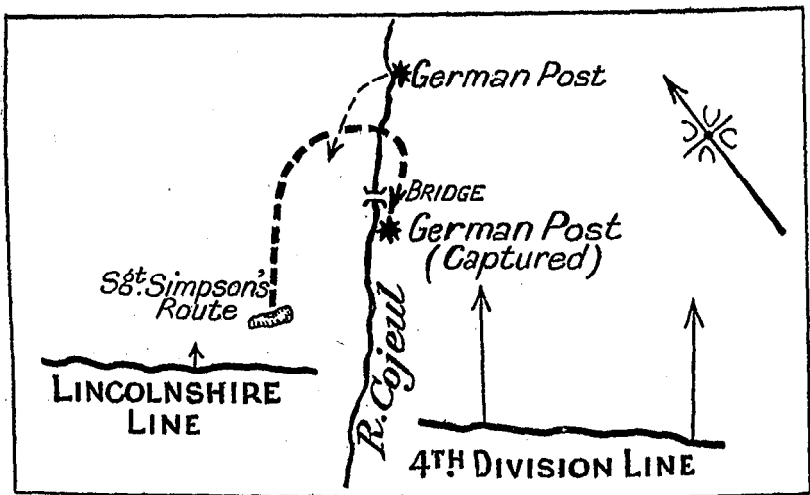 German Post
BRIDGE
German Post
(Captured)
Sgt. Simpson's
Route
R. Cojeul
LINCOLNSHIRE
LINE
4TH DIVISION LINE